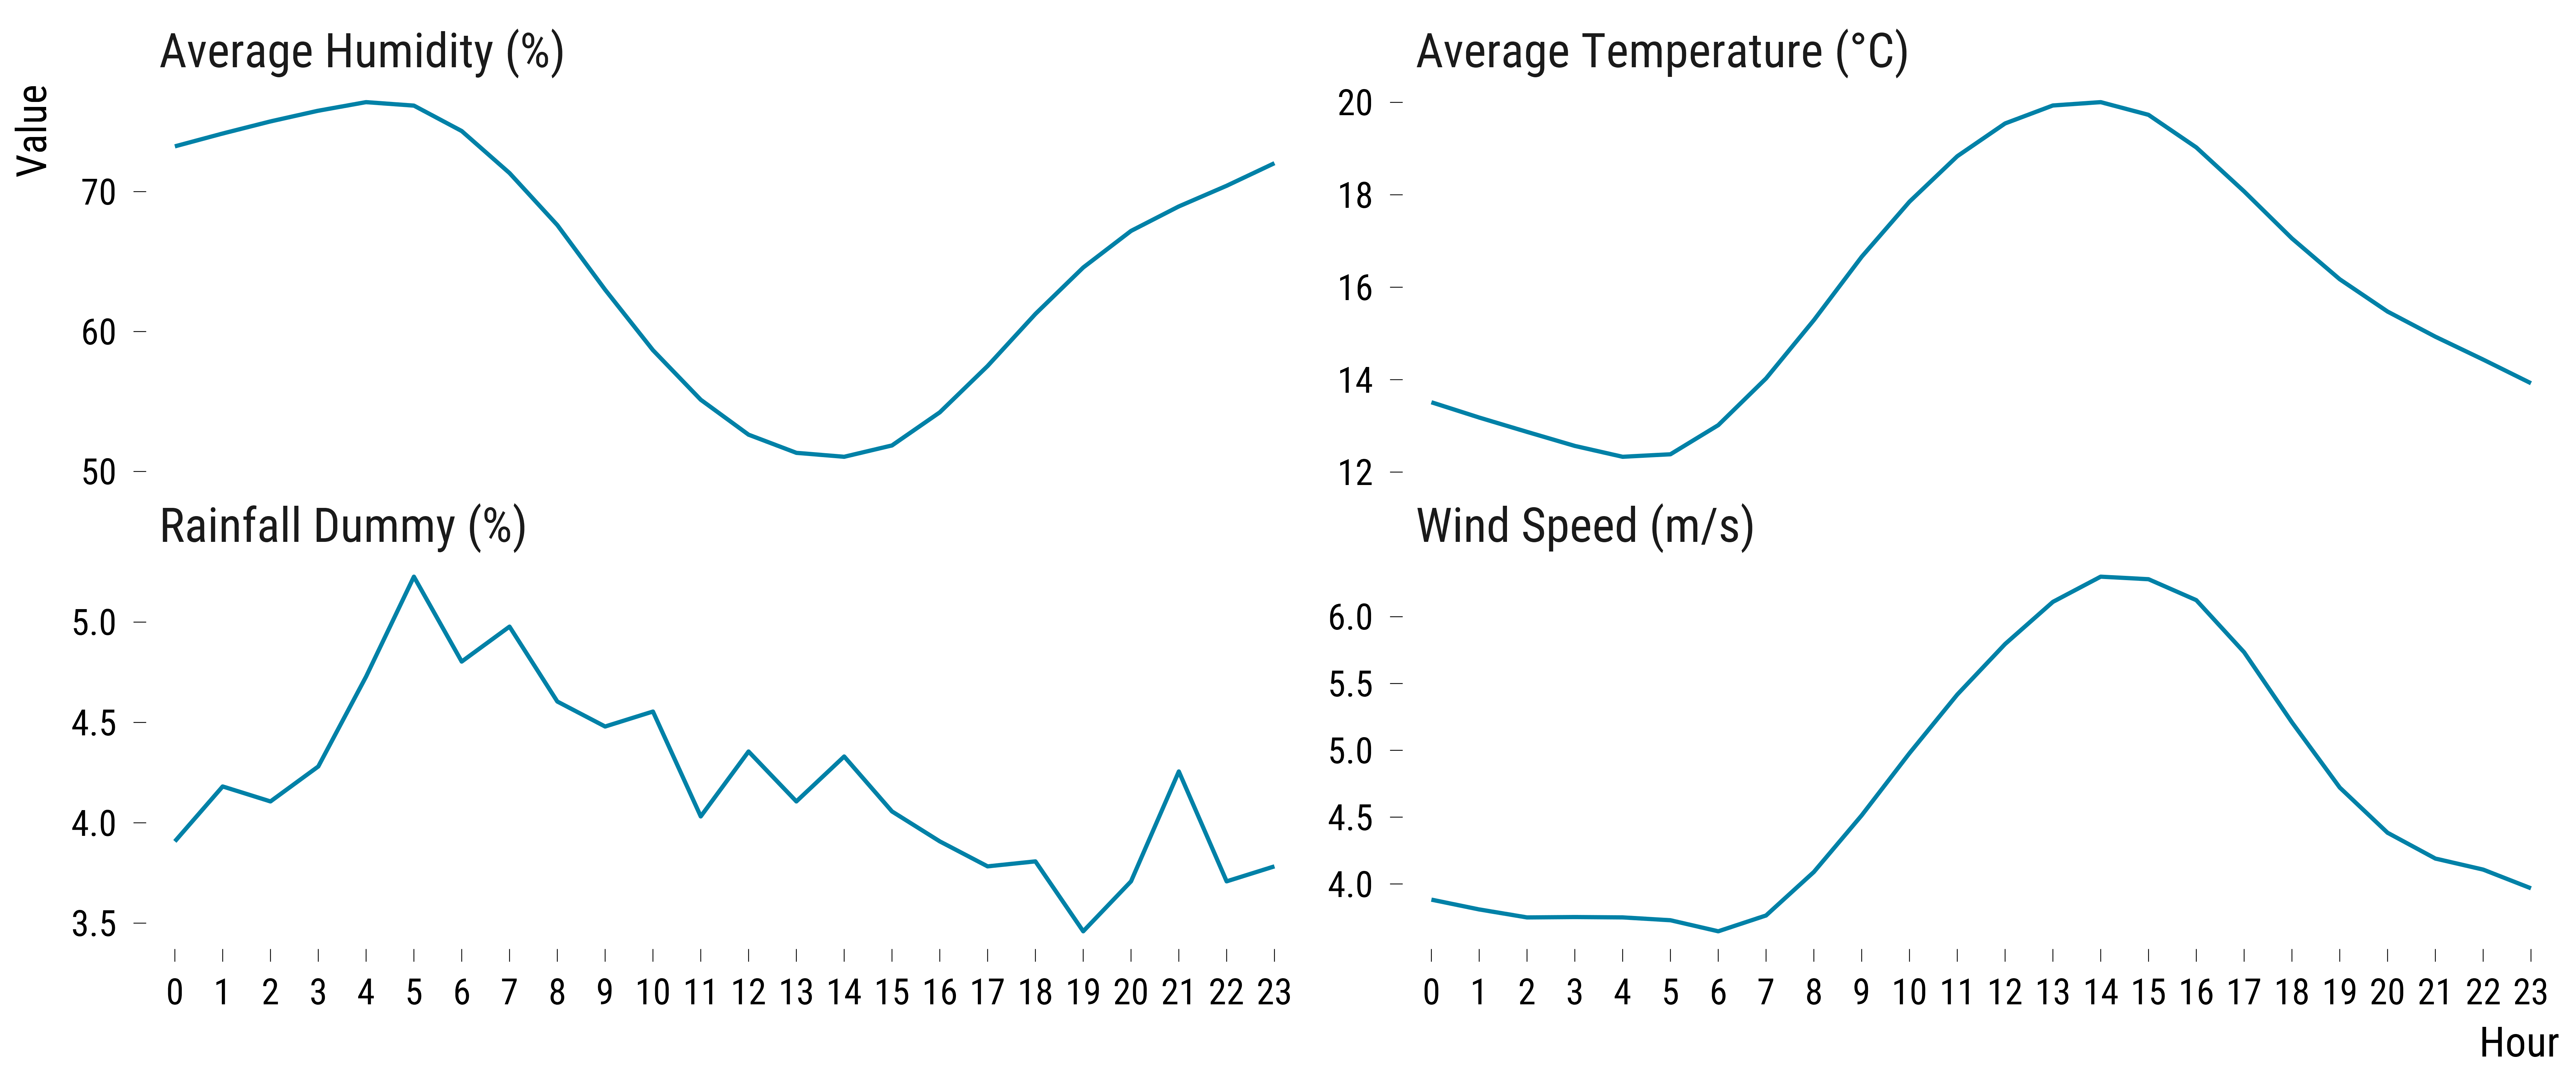 Average Humidity (%)
Value
70
60
50
Average Temperature (°C)
20
18
16
14
12
Rainfall Dummy (%)
5.0
4.5
4.0
3.5
0 1 2 3 4 5 6 7 8 9 10 11 12 13 14 15 16 17 18 19 20 21 22 23
Wind Speed (m/s)
6.0
5.5
5.0
4.5
4.0
0 1 2 3 4 5 6 7 8 9 10 11 12 13 14 15 16 17 18 19 20 21 22 23
Hour